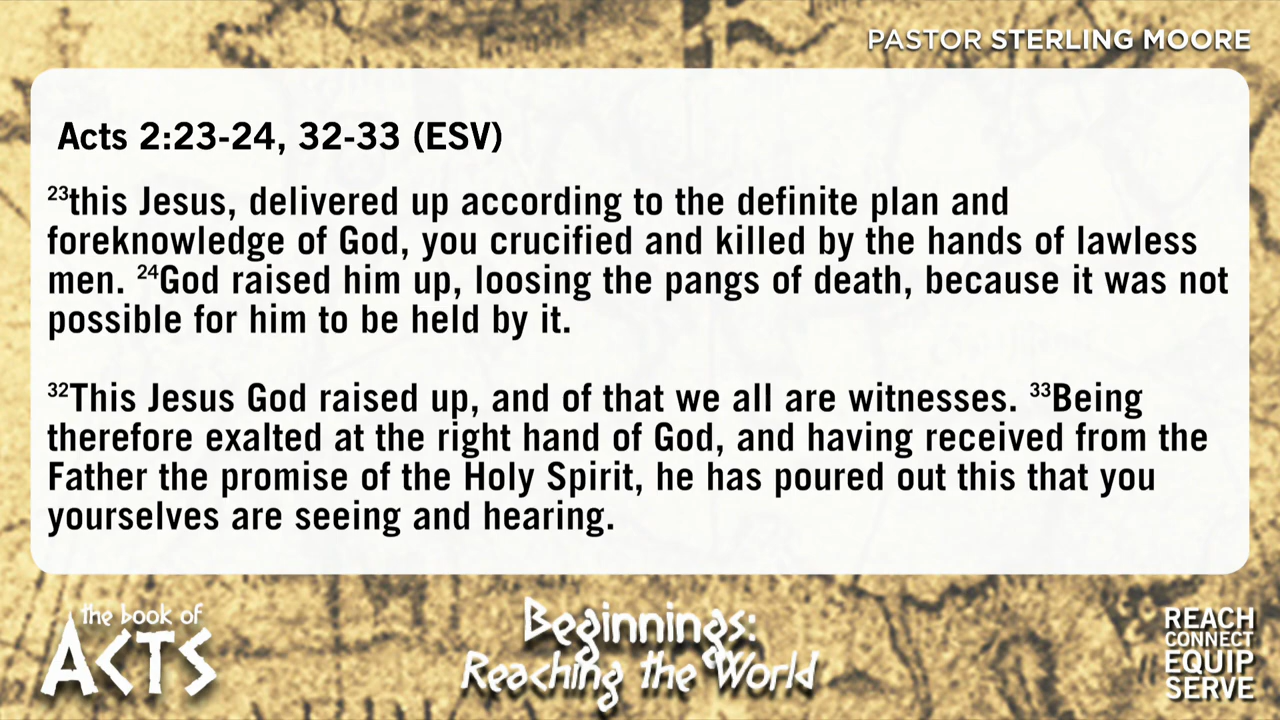 PASTOR STERLING MOORE
Acts 2:23-24, 32-33 (ESV)
23this Jesus, delivered up according to the definite plan and
foreknowledge of God, you crucified and killed by the hands of lawless
men. 24God raised him up, loosing the pangs of death, because it was not
possible for him to be held by it.
32This Jesus God raised up, and of that we all are witnesses. 33Being
therefore exalted at the right hand of God, and having received from the
Father the promise of the Holy Spirit, he has poured out this that you
yourselves are seeing and hearing.
the book of
ACTS
Beginnings:
Reaching the World
REACH
CONNECT
EQUIP
SERVE